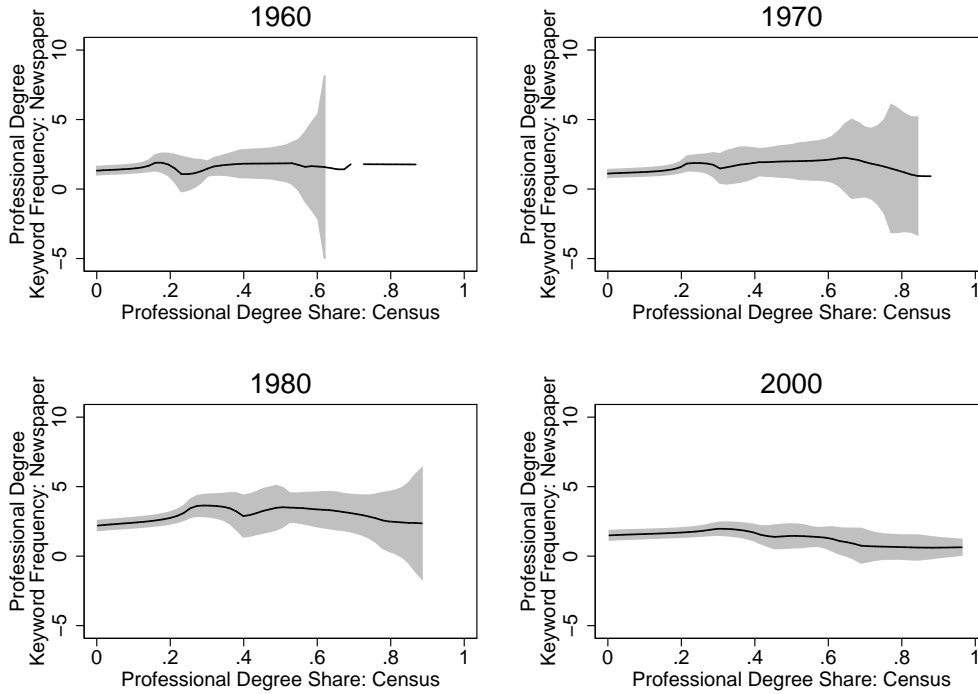 1960
Professional Degree
Keyword Frequency: Newspaper
10
5
0
−5
0 .2 .4 .6 .8 1
Professional Degree Share: Census
1970
Professional Degree
Keyword Frequency: Newspaper
10
5
0
−5
0 .2 .4 .6 .8 1
Professional Degree Share: Census
1980
Professional Degree
Keyword Frequency: Newspaper
10
5
0
−5
0 .2 .4 .6 .8 1
Professional Degree Share: Census
2000
Professional Degree
Keyword Frequency: Newspaper
10
5
0
−5
0 .2 .4 .6 .8 1
Professional Degree Share: Census